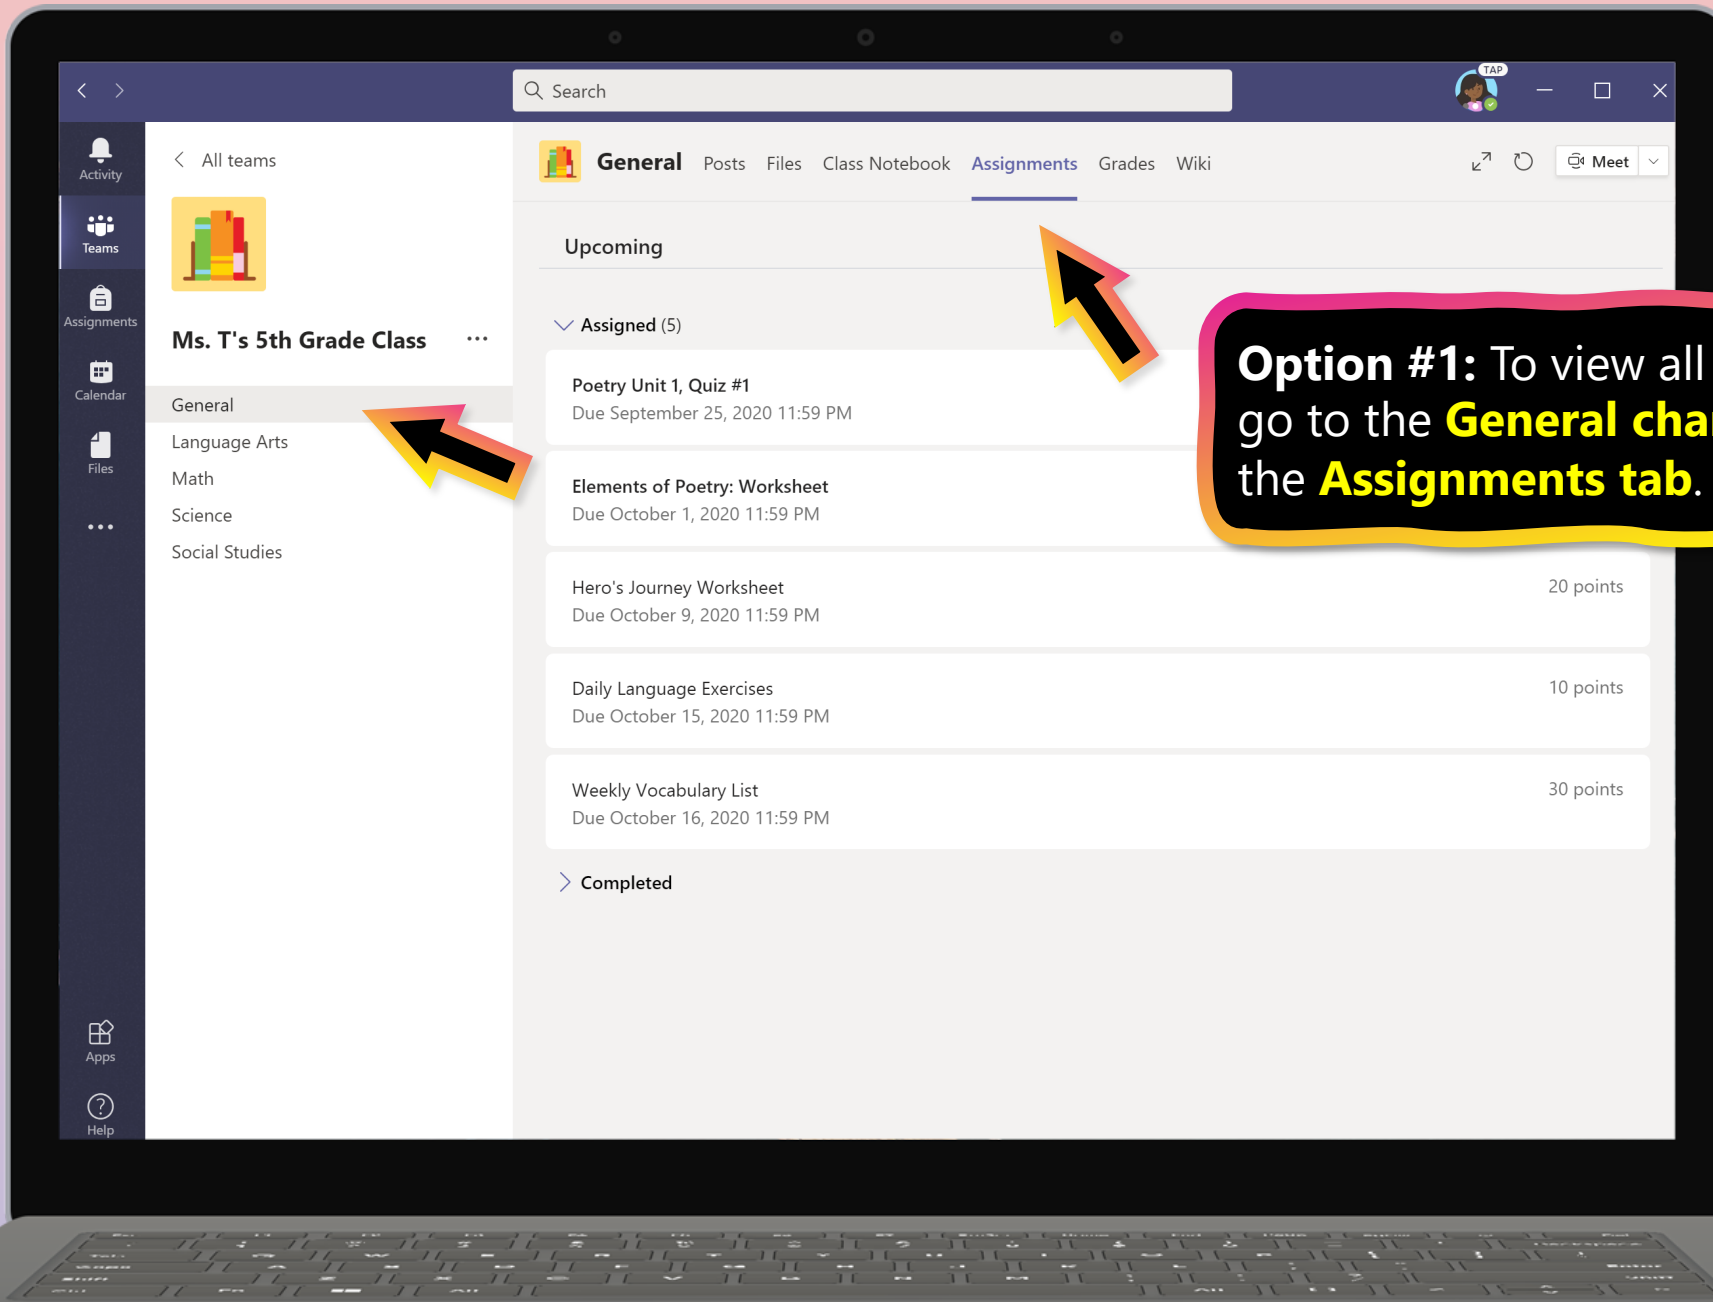 Search
TAP
Activity
Teams
Assignments
Calendar
Files
Apps
Help
All teams
Ms. T's 5th Grade Class
General
Language Arts
Math
Science
Social Studies
General Posts Files Class Notebook Assignments Grades Wiki
Meet
Upcoming
Assigned (5)
Poetry Unit 1, Quiz #1
Due September 25, 2020 11:59 PM
Elements of Poetry: Worksheet
Due October 1, 2020 11:59 PM
Hero's Journey Worksheet
20 points
Due October 9, 2020 11:59 PM
Daily Language Exercises
10 points
Due October 15, 2020 11:59 PM
Weekly Vocabulary List
30 points
Due October 16, 2020 11:59 PM
Completed
Option #1: To view all
go to the General
the Assignments tab.